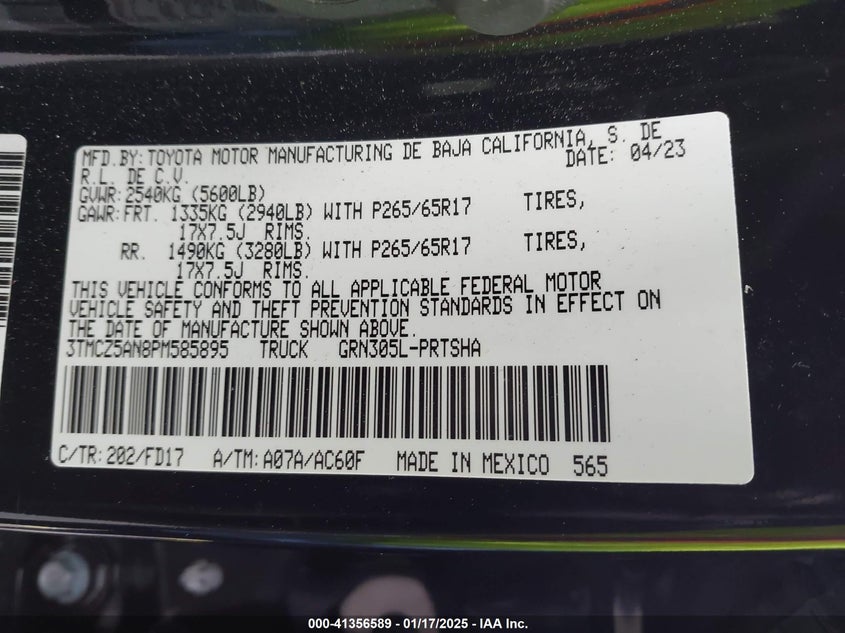 MFD.BY: TOYOTA MOTOR MANUFACTURING DE BAJA CALIFORNIA, S. DE
R.L. DE C.V. DATE: 04/23
GVWR: 2540KG (5600LB)
GAWR: FRT. 1335KG (2940LB) WITH P265/65R17 TIRES,
17X7.5J RIMS.
RR. 1490KG (3280LB) WITH P265/65R17 TIRES,
17X7.5J RIMS.
THIS VEHICLE CONFORMS TO ALL APPLICABLE FEDERAL MOTOR
VEHICLE SAFETY AND THEFT PREVENTION STANDARDS IN EFFECT ON
THE DATE OF MANUFACTURE SHOWN ABOVE.
3TMCZ5AN8PM585895 TRUCK GRN305L-PRTSHA
C/TR: 202/FD17 A/TM: A07A/AC60F MADE IN MEXICO 565
000-41356589 - 01/17/2025 - IAA Inc.